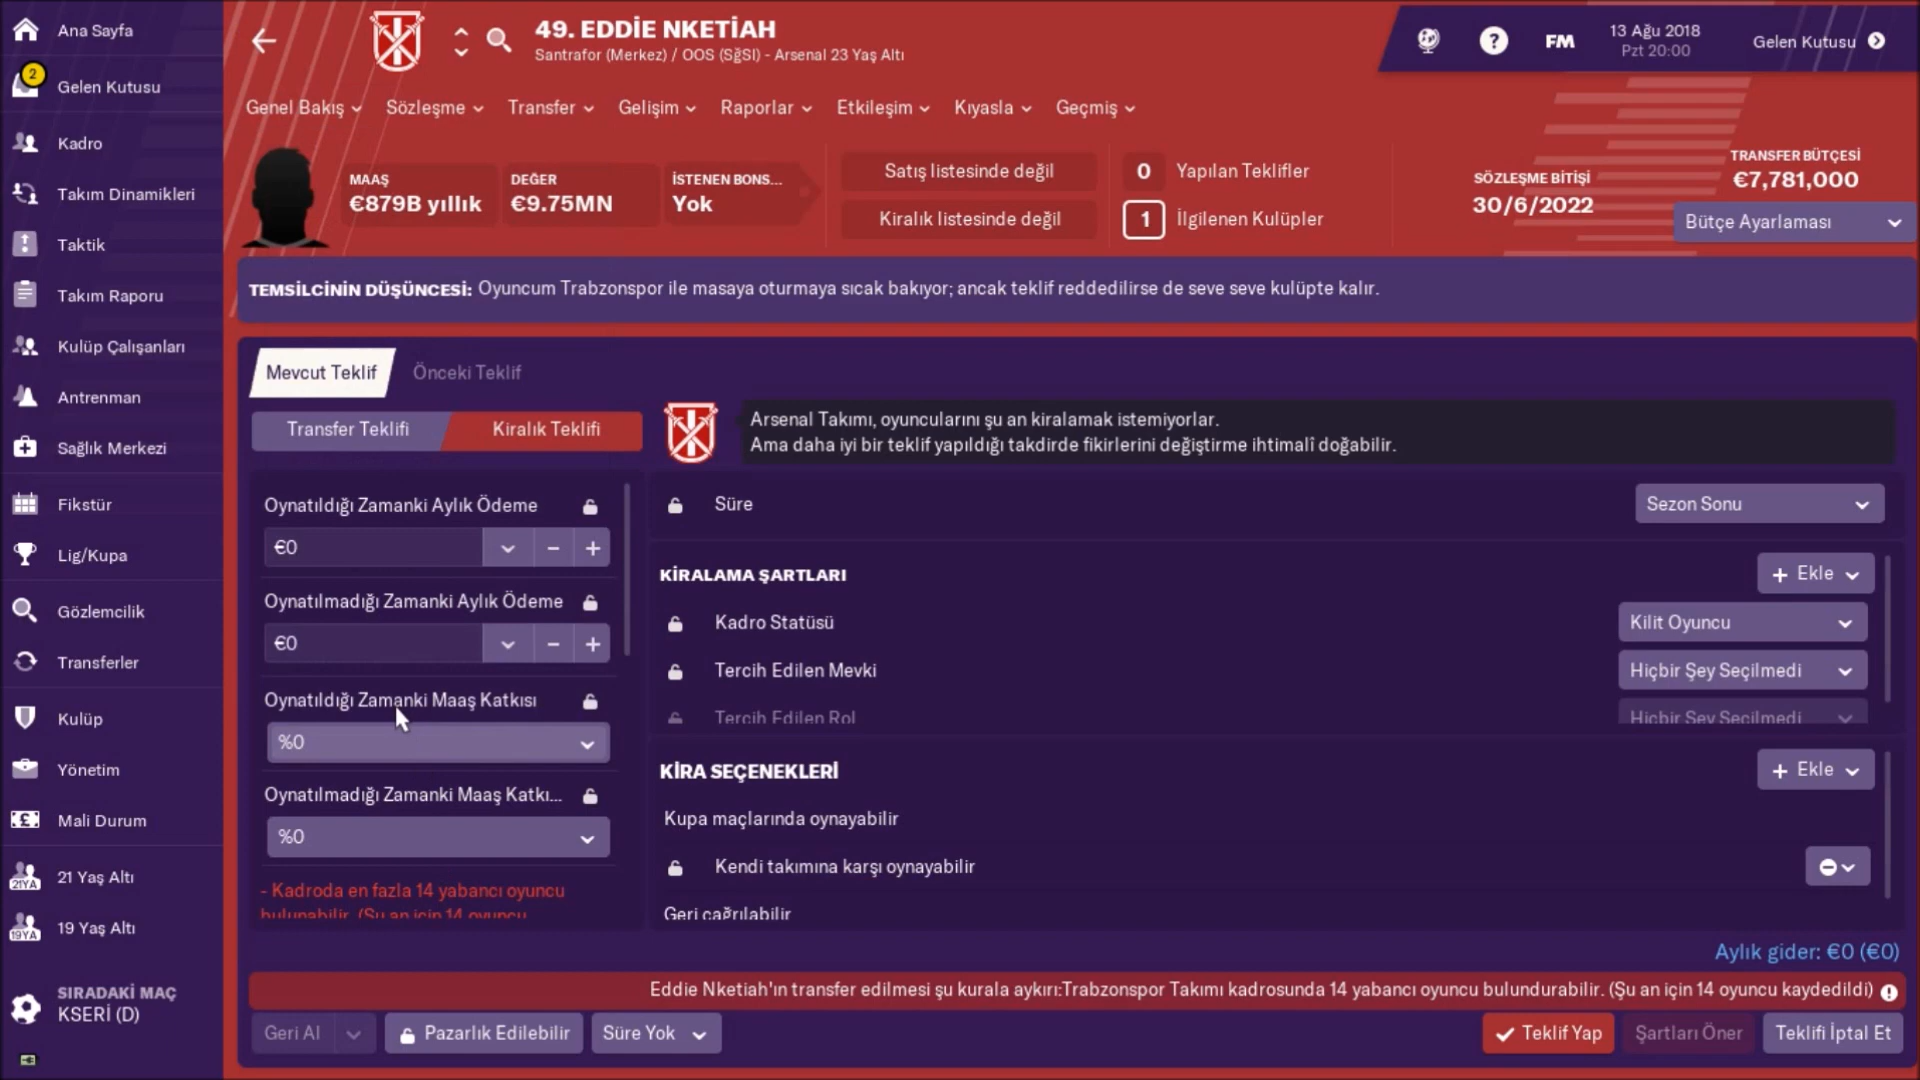 Ana Sayfa
2
Gelen Kutusu
Kadro
Takım Dinamikleri
Taktik
Takım Raporu
Kulüp Çalışanları
Antrenman
Sağlık Merkezi
Fikstür
Lig/Kupa
Gözlemcilik
Transferler
Kulüp
Yönetim
Mali Durum
21YA
21 Yaş Altı
19YA
19 Yaş Altı
SIRADAKİ MAÇ
KSERİ (D)
49. EDDİE NKETİAH
Santrafor (Merkez) / OOS (SğSl) - Arsenal 23 Yaş Altı
?
FM
13 Ağu 2018
Pzt 20:00
Gelen Kutusu
Genel Bakış
Sözleşme
Transfer
Gelişim
Raporlar
Etkileşim
Kıyasla
Geçmiş
MAAŞ
€879B yıllık
DEĞER
€9.75MN
İSTENEN BONS...
Yok
Satış listesinde değil
Kiralık listesinde değil
0 Yapılan Teklifler
1 İlgilenen Kulüpler
SÖZLEŞME BİTİŞİ
30/6/2022
TRANSFER BÜTÇESİ
€7,781,000
Bütçe Ayarlaması
TEMSİLCİNİN DÜŞÜNCESİ: Oyuncum Trabzonspor ile masaya oturmaya sıcak bakıyor; ancak teklif reddedilirse de seve seve kulüpte kalır.
Mevcut Teklif
Önceki Teklif
Transfer Teklifi
Kiralık Teklifi
Arsenal Takımı, oyuncularını şu an kiralamak istemiyorlar.
Ama daha iyi bir teklif yapıldığı takdirde fikirlerini değiştirme ihtimalî doğabilir.
Oynatıldığı Zamanki Aylık Ödeme
€0
Oynatılmadığı Zamanki Aylık Ödeme
€0
Oynatıldığı Zamanki Maaş Katkısı
%0
Oynatılmadığı Zamanki Maaş Katkı...
%0
- Kadroda en fazla 14 yabancı oyuncu
bulunabilir. (Şu an için 14 oyuncu
Süre
Sezon Sonu
KİRALAMA ŞARTLARI
+ Ekle
Kadro Statüsü
Kilit Oyuncu
Tercih Edilen Mevki
Hiçbir Şey Seçilmedi
Tercih Edilen Rol
Hiçbir Şey Seçilmedi
KİRA SEÇENEKLERİ
+ Ekle
Kupa maçlarında oynayabilir
Kendi takımına karşı oynayabilir
Geri çağrılabilir
Aylık gider: €0 (€0)
Eddie Nketiah'ın transfer edilmesi şu kurala aykırı:Trabzonspor Takımı kadrosunda 14 yabancı oyuncu bulundurabilir. (Şu an için 14 oyuncu kaydedildi)
Geri Al
Pazarlık Edilebilir
Süre Yok
Teklif Yap
Şartları Öner
Teklifi İptal Et